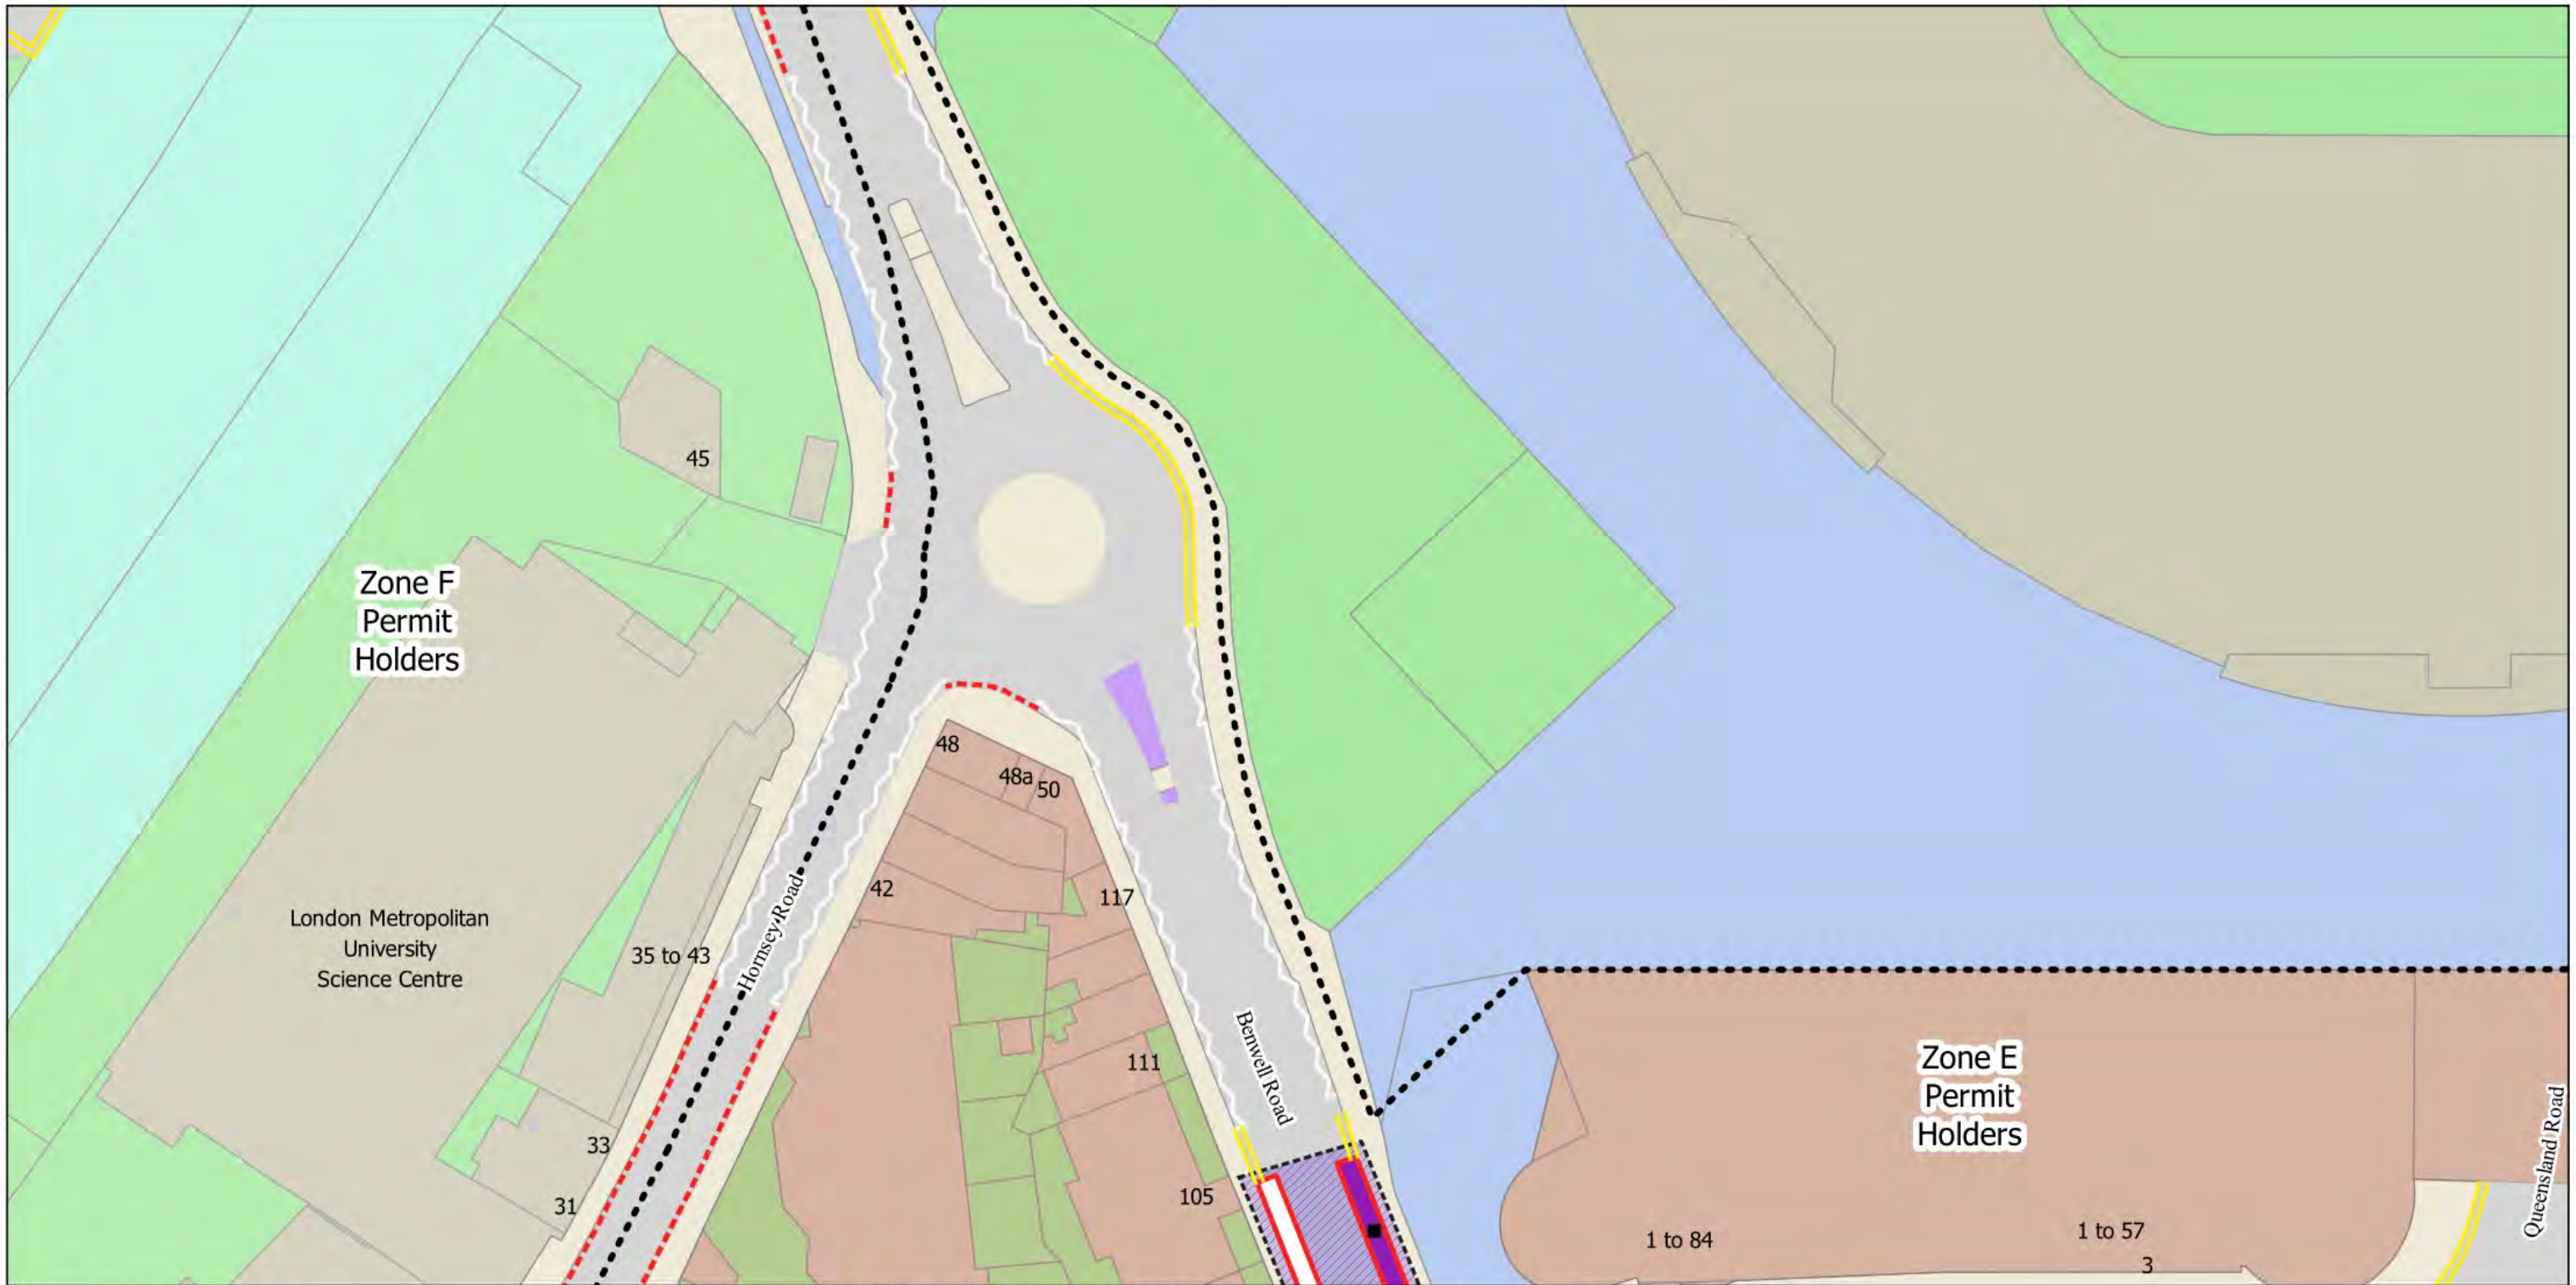 45
Zone F
Permit
Holders
48
48a
50
42
117
London Metropolitan
University
Science Centre
35 to 43
Hornsey Road
Benwell Road
111
Zone E
Permit
Holders
Queensland Road
33
31
105
1 to 84
1 to 57
3